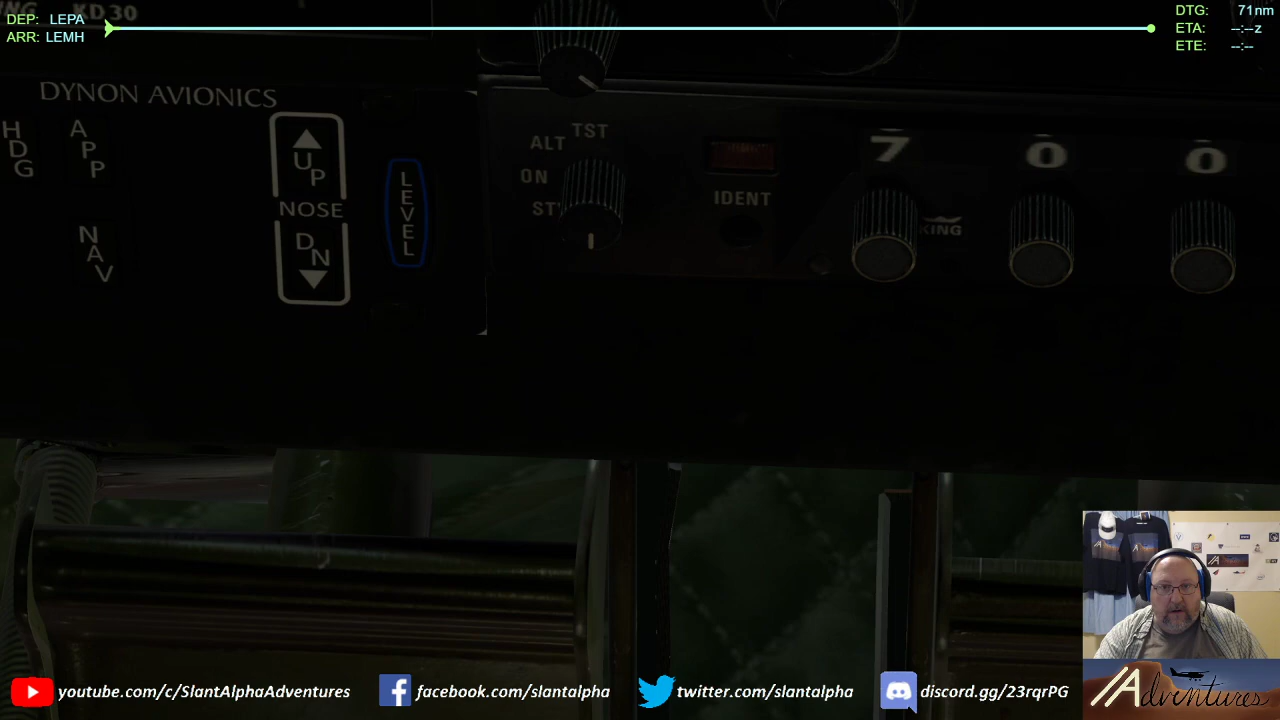 DEP: LEPA
ARR: LEMH
DTG: 71nm
ETA: --:--z
ETE: --:--
KD 30
DYNON AVIONICS
HDG
APP
NAV
UP
NOSE
DN
LEVEL
TST
ALT
ON
IDENT
7 0 0
KING
youtube.com/c/SlantAlphaAdventures
facebook.com/slantalpha
twitter.com/slantalpha
discord.gg/23rqrPG
Adventures